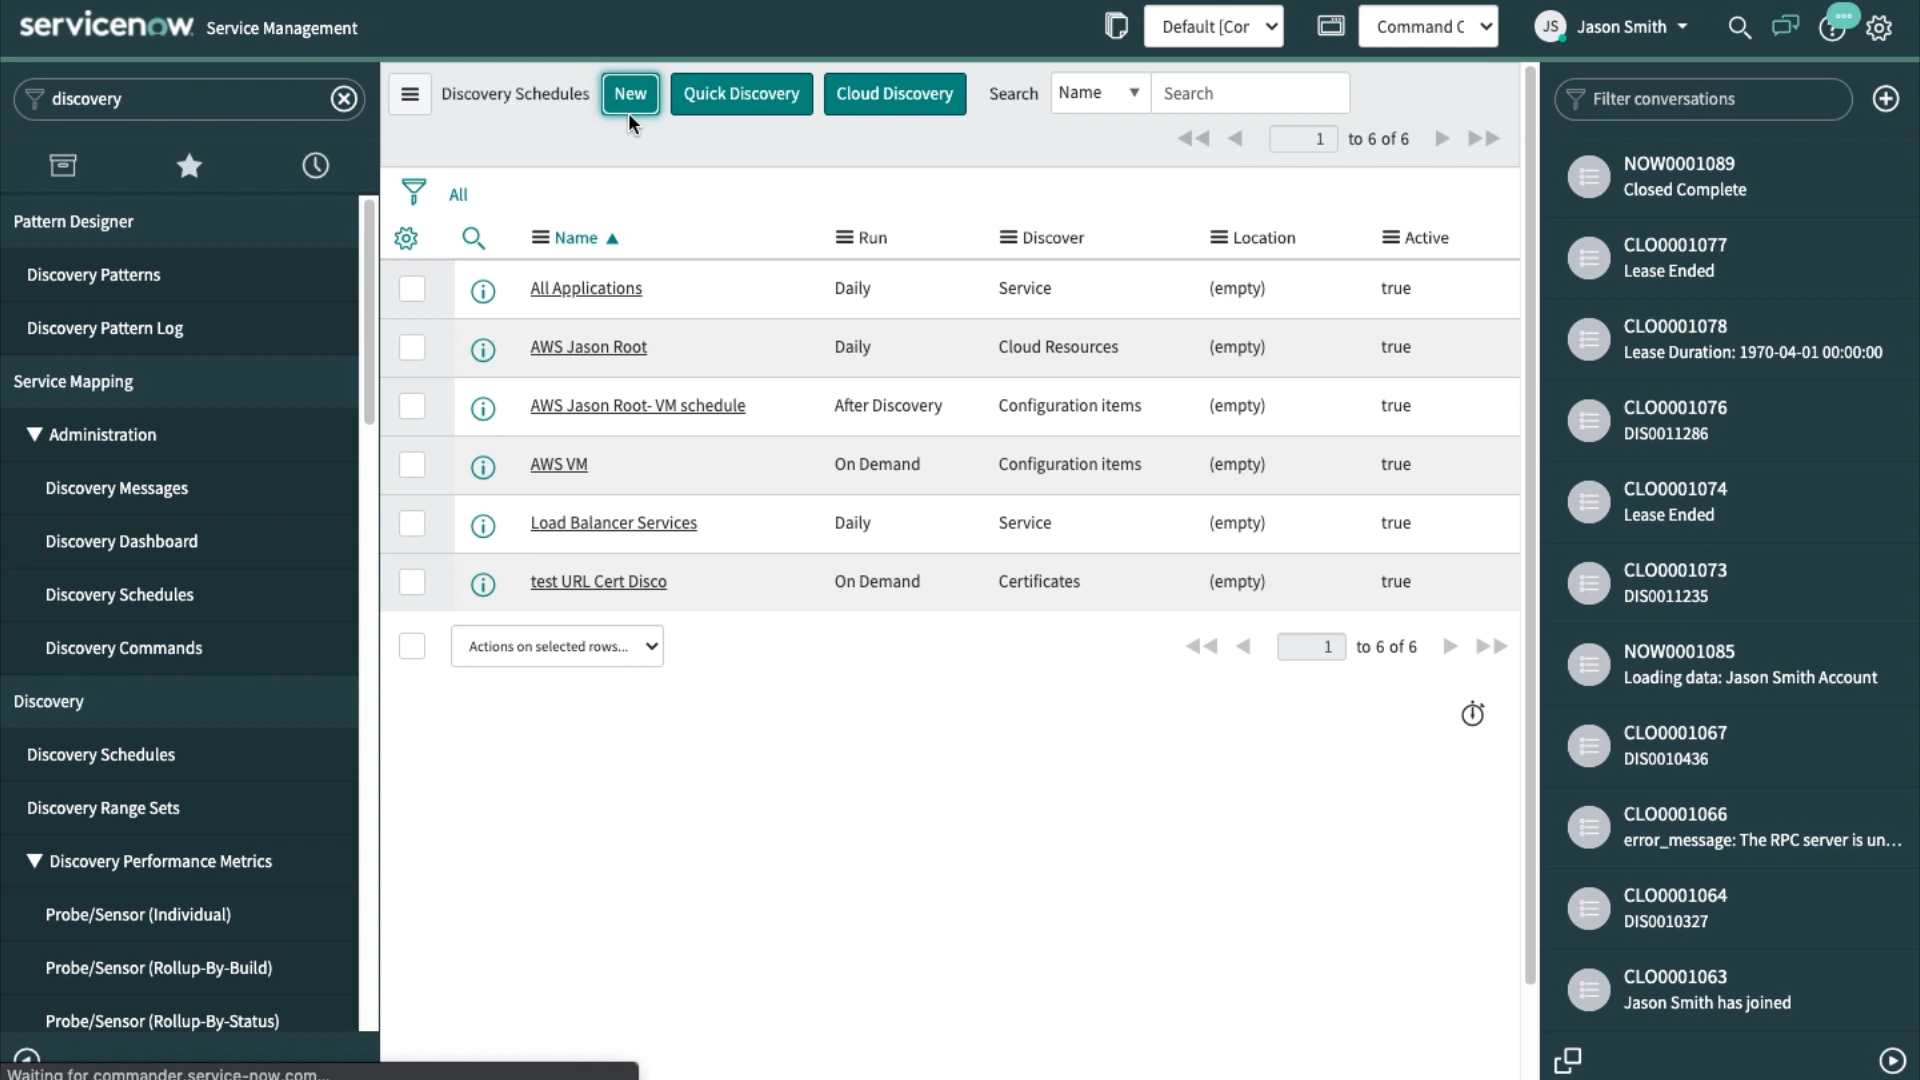 servicenow Service Management
Default [Cor
Command C
JS Jason Smith
discovery
Pattern Designer
Discovery Patterns
Discovery Pattern Log
Service Mapping
Administration
Discovery Messages
Discovery Dashboard
Discovery Schedules
Discovery Commands
Discovery
Discovery Schedules
Discovery Range Sets
Discovery Performance Metrics
Probe/Sensor (Individual)
Probe/Sensor (Rollup-By-Build)
Probe/Sensor (Rollup-By-Status)
Waiting for commander.service-now.com...
Discovery Schedules New Quick Discovery Cloud Discovery Search Name Search
1 to 6 of 6
All
Name Run Discover Location Active
All Applications Daily Service (empty) true
AWS Jason Root Daily Cloud Resources (empty) true
AWS Jason Root- VM schedule After Discovery Configuration items (empty) true
AWS VM On Demand Configuration items (empty) true
Load Balancer Services Daily Service (empty) true
test URL Cert Disco On Demand Certificates (empty) true
Actions on selected rows... 1 to 6 of 6
Filter conversations
NOW0001089
Closed Complete
CLO0001077
Lease Ended
CLO0001078
Lease Duration: 1970-04-01 00:00:00
CLO0001076
DIS0011286
CLO0001074
Lease Ended
CLO0001073
DIS0011235
NOW0001085
Loading data: Jason Smith Account
CLO0001067
DIS0010436
CLO0001066
error_message: The RPC server is un...
CLO0001064
DIS0010327
CLO0001063
Jason Smith has joined